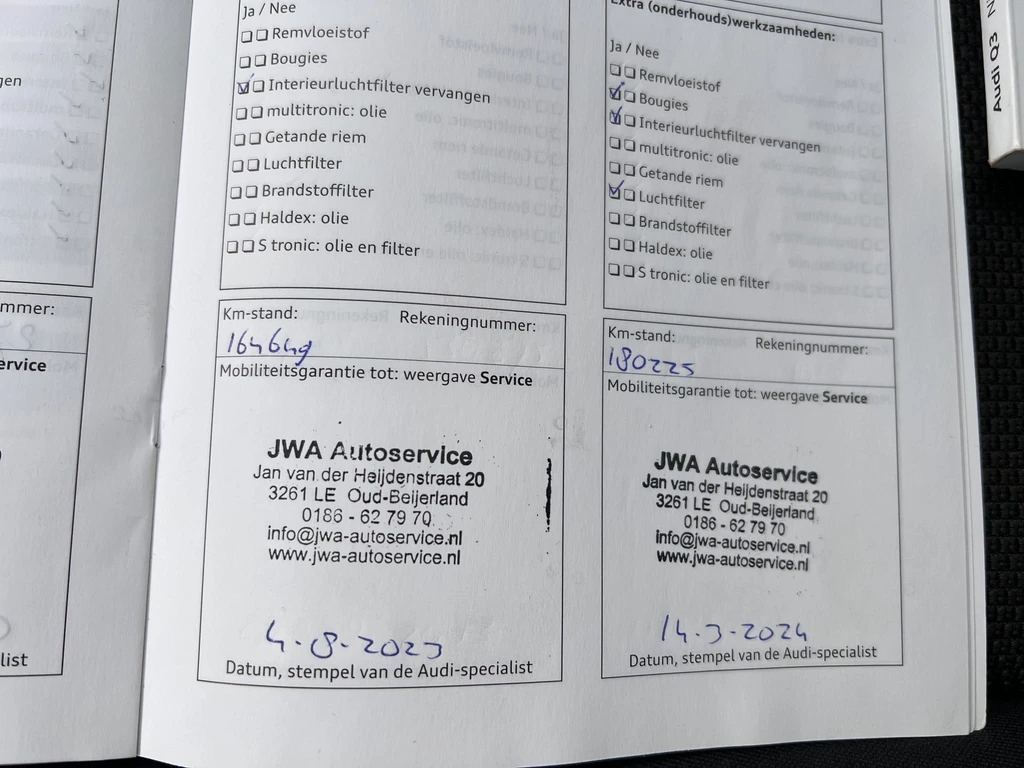 gen
mmer:
ervice
list
Ja / Nee
Remvloeistof
Bougies
Interieurluchtfilter vervangen
multitronic: olie
Getande riem
Luchtfilter
Brandstoffilter
Haldex: olie
S tronic: olie en filter
Km-stand:
Rekeningnummer:
164649
Mobiliteitsgarantie tot: weergave Service
JWA Autoservice
Jan van der Heijdenstraat 20
3261 LE Oud-Beijerland
0186 - 62 79 70
info@jwa-autoservice.nl
www.jwa-autoservice.nl
4-8-2023
Datum, stempel van de Audi-specialist
Extra (onderhouds)werkzaamheden:
Ja / Nee
Remvloeistof
Bougies
Interieurluchtfilter vervangen
multitronic: olie
Getande riem
Luchtfilter
Brandstoffilter
Haldex: olie
S tronic: olie en filter
Km-stand:
Rekeningnummer:
180225
Mobiliteitsgarantie tot: weergave Service
JWA Autoservice
Jan van der Heijdenstraat 20
3261 LE Oud-Beijerland
0186 - 62 79 70
info@jwa-autoservice.nl
www.jwa-autoservice.nl
14-3-2024
Datum, stempel van de Audi-specialist
Audi Q3 N